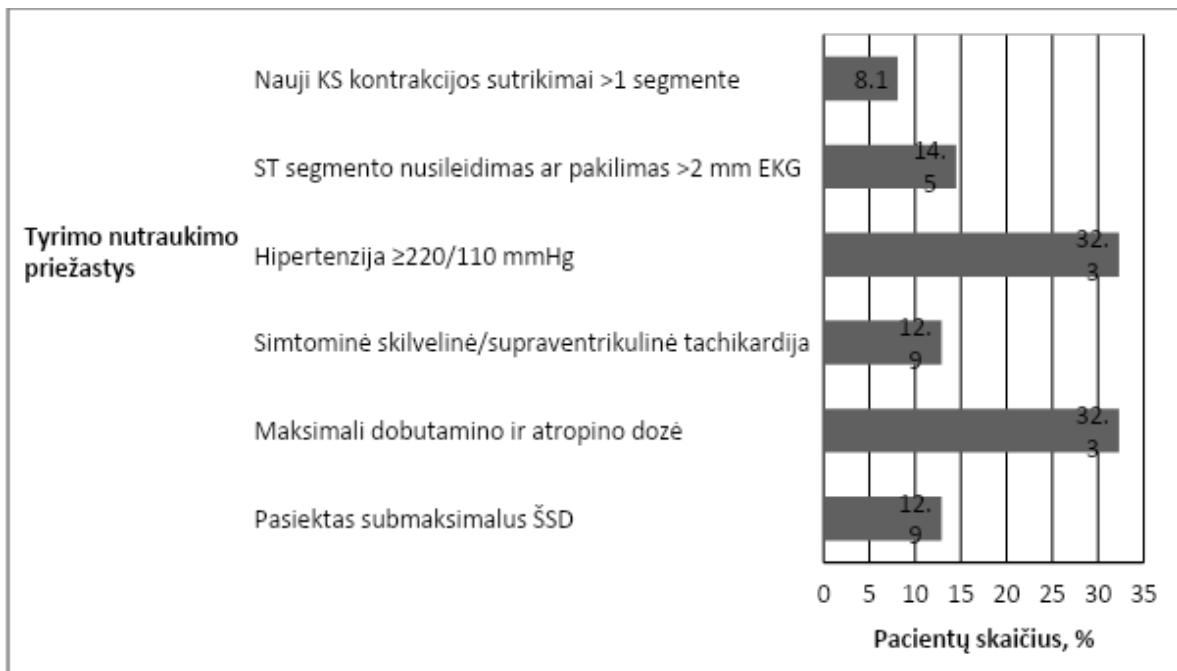 Tyrimo nutraukimo
priežastys
Nauji KS kontrakcijos sutrikimai >1 segmente
8.1
ST segmento nusileidimas ar pakilimas >2 mm EKG
14.
5
Hipertenzija ≥220/110 mmHg
32.
3
Simtominė skilvelinė/supraventrikulinė tachikardija
12.
9
Maksimali dobutamino ir atropino dozė
32.
3
Pasiektas submaksimalus ŠSD
12.
9
0 5 10 15 20 25 30 35
Pacientų skaičius, %